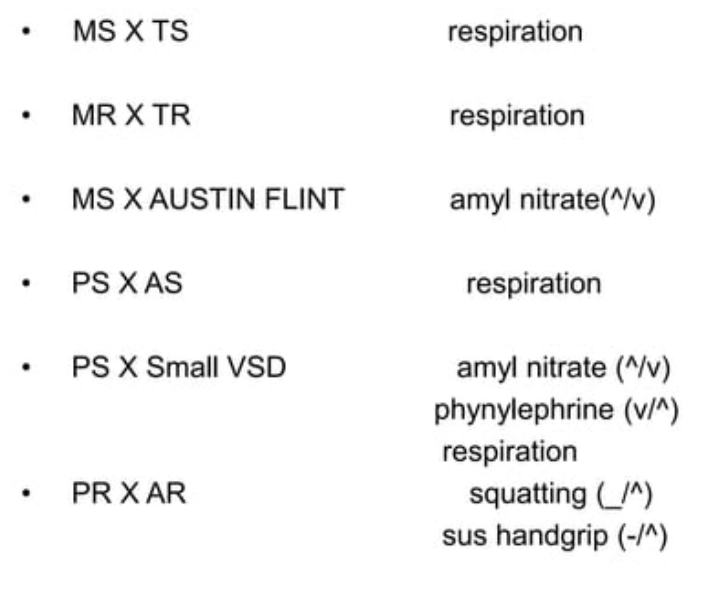 • MS X TS respiration
• MR X TR respiration
• MS X AUSTIN FLINT amyl nitrate(^/v)
• PS X AS respiration
• PS X Small VSD amyl nitrate (^/v)
phynylephrine (v/^)
respiration
• PR X AR squatting (_/^)
sus handgrip (-/^)